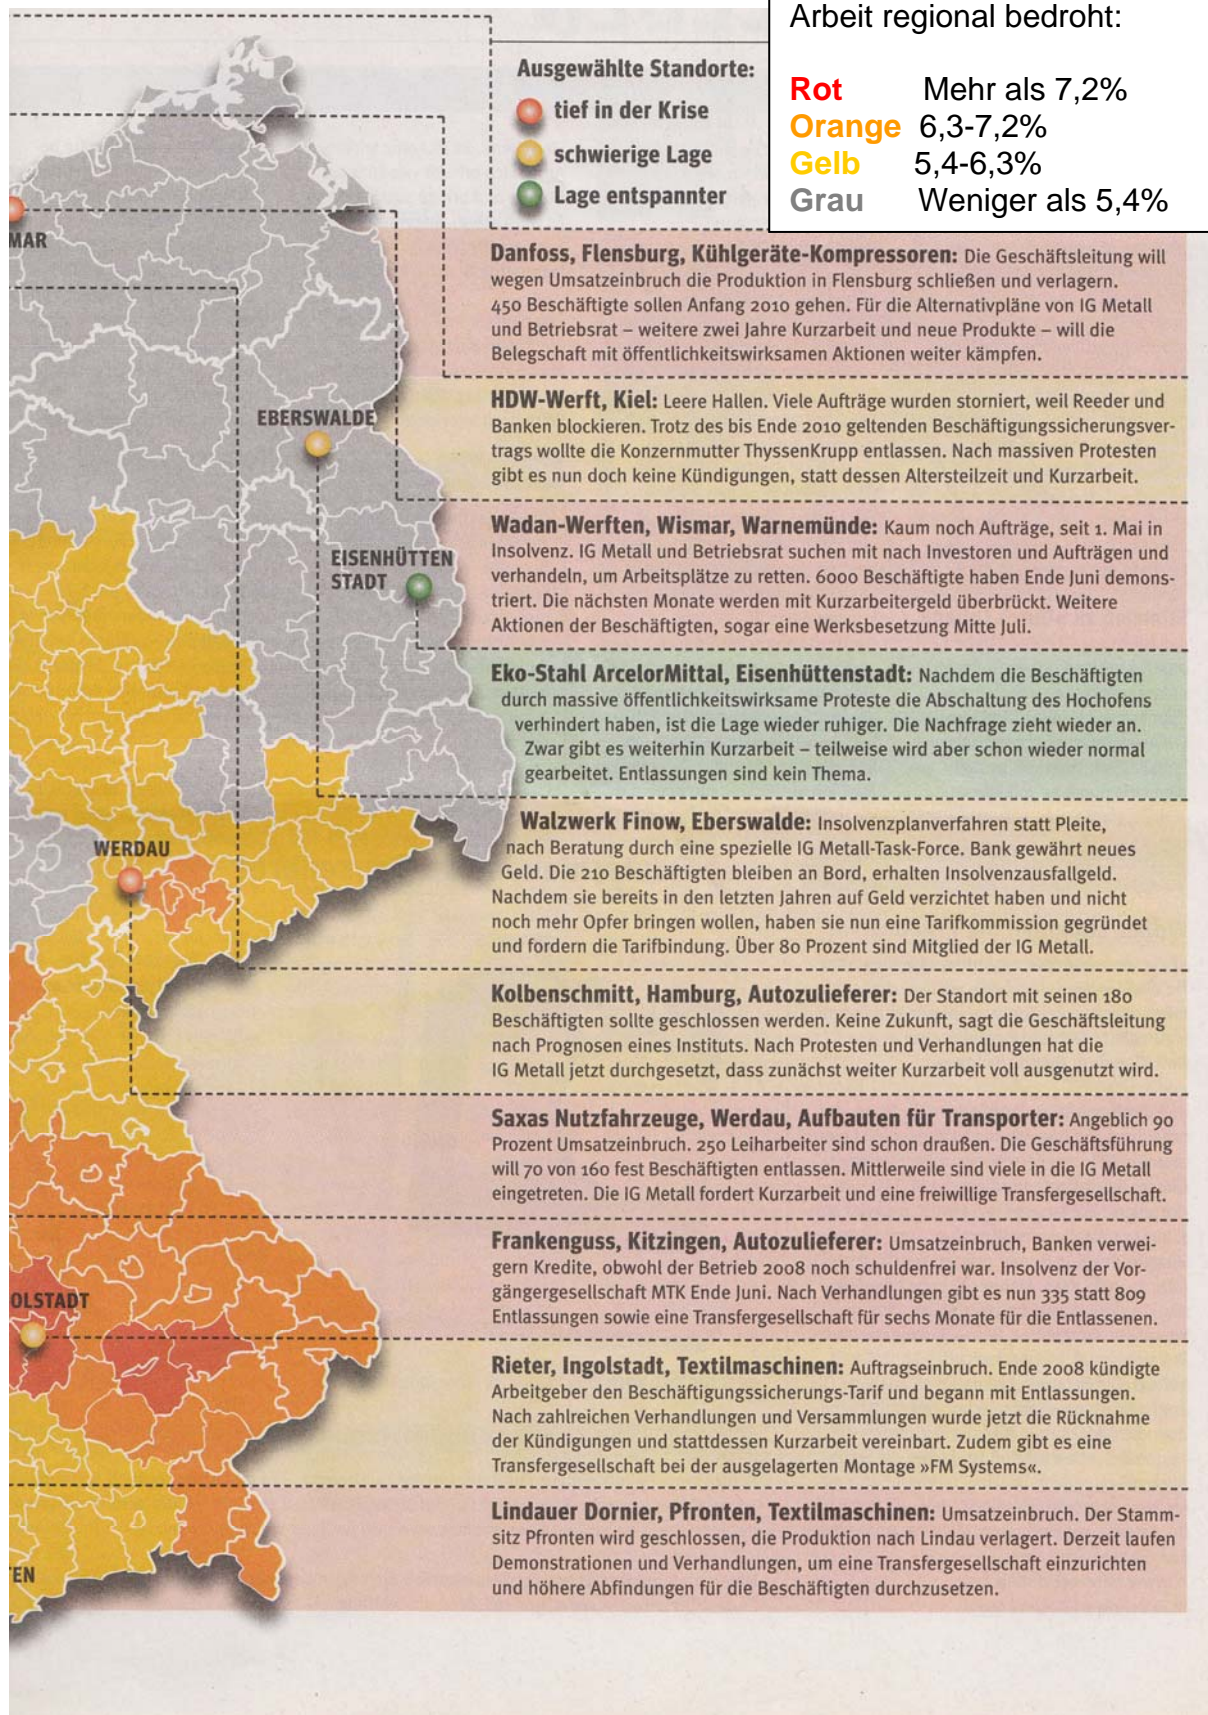 Arbeit regional bedroht:
Rot Mehr als 7,2%
Orange 6,3-7,2%
Gelb 5,4-6,3%
Grau Weniger als 5,4%
Ausgewählte Standorte:
tief in der Krise
schwierige Lage
Lage entspannter
MAR
EBERSWALDE
EISENHÜTTEN
STADT
WERDAU
OLSTADT
TEN
Danfoss, Flensburg, Kühlgeräte-Kompressoren: Die Geschäftsleitung will
wegen Umsatzeinbruch die Produktion in Flensburg schließen und verlagern.
450 Beschäftigte sollen Anfang 2010 gehen. Für die Alternativpläne von IG Metall
und Betriebsrat – weitere zwei Jahre Kurzarbeit und neue Produkte – will die
Belegschaft mit öffentlichkeitswirksamen Aktionen weiter kämpfen.
HDW-Werft, Kiel: Leere Hallen. Viele Aufträge wurden storniert, weil Reeder und
Banken blockieren. Trotz des bis Ende 2010 geltenden Beschäftigungssicherungsver-
trags wollte die Konzernmutter ThyssenKrupp entlassen. Nach massiven Protesten
gibt es nun doch keine Kündigungen, statt dessen Altersteilzeit und Kurzarbeit.
Wadan-Werften, Wismar, Warnemünde: Kaum noch Aufträge, seit 1. Mai in
Insolvenz. IG Metall und Betriebsrat suchen mit nach Investoren und Aufträgen und
verhandeln, um Arbeitsplätze zu retten. 6000 Beschäftigte haben Ende Juni demons-
triert. Die nächsten Monate werden mit Kurzarbeitergeld überbrückt. Weitere
Aktionen der Beschäftigten, sogar eine Werksbesetzung Mitte Juli.
Eko-Stahl ArcelorMittal, Eisenhüttenstadt: Nachdem die Beschäftigten
durch massive öffentlichkeitswirksame Proteste die Abschaltung des Hochofens
verhindert haben, ist die Lage wieder ruhiger. Die Nachfrage zieht wieder an.
Zwar gibt es weiterhin Kurzarbeit – teilweise wird aber schon wieder normal
gearbeitet. Entlassungen sind kein Thema.
Walzwerk Finow, Eberswalde: Insolvenzplanverfahren statt Pleite,
nach Beratung durch eine spezielle IG Metall-Task-Force. Bank gewährt neues
Geld. Die 210 Beschäftigten bleiben an Bord, erhalten Insolvenzausfallgeld.
Nachdem sie bereits in den letzten Jahren auf Geld verzichtet haben und nicht
noch mehr Opfer bringen wollen, haben sie nun eine Tarifkommission gegründet
und fordern die Tarifbindung. Über 80 Prozent sind Mitglied der IG Metall.
Kolbenschmitt, Hamburg, Autozulieferer: Der Standort mit seinen 180
Beschäftigten sollte geschlossen werden. Keine Zukunft, sagt die Geschäftsleitung
nach Prognosen eines Instituts. Nach Protesten und Verhandlungen hat die
IG Metall jetzt durchgesetzt, dass zunächst weiter Kurzarbeit voll ausgenutzt wird.
Saxas Nutzfahrzeuge, Werdau, Aufbauten für Transporter: Angeblich 90
Prozent Umsatzeinbruch. 250 Leiharbeiter sind schon draußen. Die Geschäftsführung
will 70 von 160 fest Beschäftigten entlassen. Mittlerweile sind viele in die IG Metall
eingetreten. Die IG Metall fordert Kurzarbeit und eine freiwillige Transfergesellschaft.
Frankenguss, Kitzingen, Autozulieferer: Umsatzeinbruch, Banken verwei-
gern Kredite, obwohl der Betrieb 2008 noch schuldenfrei war. Insolvenz der Vor-
gängergesellschaft MTK Ende Juni. Nach Verhandlungen gibt es nun 335 statt 809
Entlassungen sowie eine Transfergesellschaft für sechs Monate für die Entlassenen.
Rieter, Ingolstadt, Textilmaschinen: Auftragseinbruch. Ende 2008 kündigte
Arbeitgeber den Beschäftigungssicherungs-Tarif und begann mit Entlassungen.
Nach zahlreichen Verhandlungen und Versammlungen wurde jetzt die Rücknahme
der Kündigungen und stattdessen Kurzarbeit vereinbart. Zudem gibt es eine
Transfergesellschaft bei der ausgelagerten Montage »FM Systems«.
Lindauer Dornier, Pfronten, Textilmaschinen: Umsatzeinbruch. Der Stamm-
sitz Pfronten wird geschlossen, die Produktion nach Lindau verlagert. Derzeit laufen
Demonstrationen und Verhandlungen, um eine Transfergesellschaft einzurichten
und höhere Abfindungen für die Beschäftigten durchzusetzen.